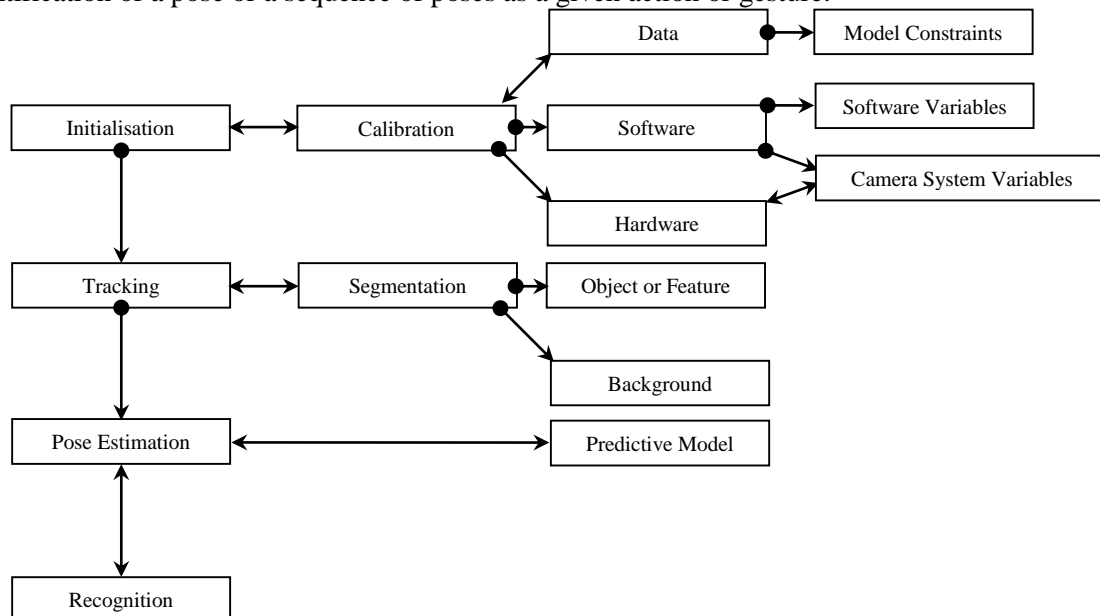 of a pose or a sequence of poses as a given action or gesture.
Data
Model Constraints
Initialisation
Calibration
Software
Software Variables
Camera System Variables
Hardware
Tracking
Segmentation
Object or Feature
Background
Pose Estimation
Predictive Model
Recognition